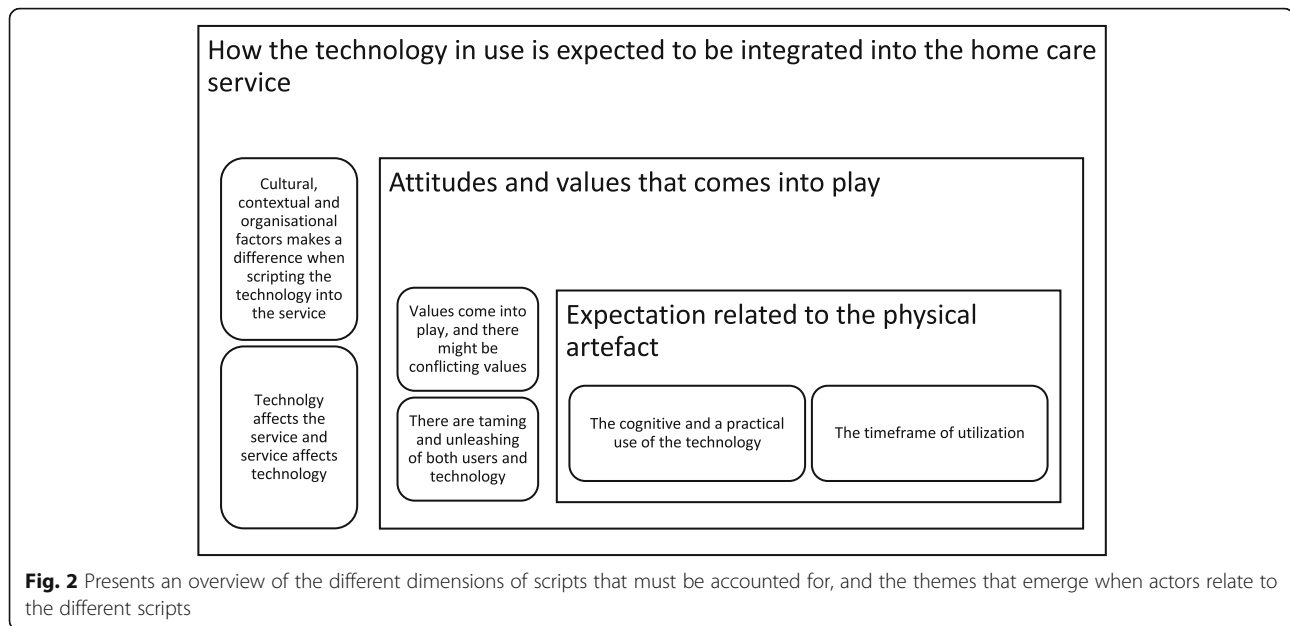 How the technology in use is expected to be integrated into the home care
service
Cultural,
contextual and
organisational
factors makes a
difference when
scripting the
technology into
the service
Technolgy
affects the
service and
service affects
technology
Attitudes and values that comes into play
Values come into
play, and there
might be
conflicting values
There are taming
and unleashing
of both users and
technology
Expectation related to the physical
artefact
The cognitive and a practical
use of the technology
The timeframe of utilization
Fig. 2 Presents an overview of the different dimensions of scripts that must be accounted for, and the themes that emerge when actors relate to
the different scripts